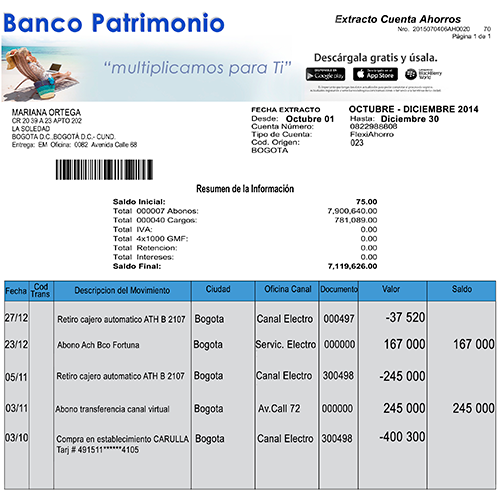 Banco Patrimonio
"multiplicamos para Ti"
Extracto Cuenta Ahorros
Nro. 2015070406AH0020 70
Página 1 de 1
Descárgala gratis y úsala.
Google play
App Store
BlackBerry World
MARIANA ORTEGA
CR 20 39 A 23 APTO 202
LA SOLEDAD
BOGOTA D.C.,BOGOTÁ D.C.- CUND.
Entrega: EM Oficina: 0082 Avenida Calle 68
FECHA EXTRACTO OCTUBRE - DICIEMBRE 2014
Desde: Octubre 01 Hasta: Diciembre 30
Cuenta Número: 0822988806
Tipo de Cuenta: FlexiAhorro
Cod. Origen: 023
BOGOTA
Resumen de la Información
Saldo Inicial: 75.00
Total 000007 Abonos: 7,900,640.00
Total 000040 Cargos: 781,089.00
Total IVA: 0.00
Total 4x1000 GMF: 0.00
Total Retencion: 0.00
Total Intereses: 0.00
Saldo Final: 7,119,626.00
Fecha Cod Trans Descripcion del Movimiento Ciudad Oficina Canal Documento Valor Saldo
27/12 Retiro cajero automatico ATH B 2107 Bogota Canal Electro 000497 -37 520
23/12 Abono Ach Bco Fortuna Bogota Servic. Electro 000000 167 000 167 000
05/11 Retiro cajero automatico ATH B 2107 Bogota Canal Electro 300498 -245 000
03/11 Abono transferencia canal virtual Bogota Av.Call 72 000000 245 000 245 000
03/10 Compra en establecimiento CARULLA Bogota Canal Electro 300498 -400 300
Tarj # 491511******4105